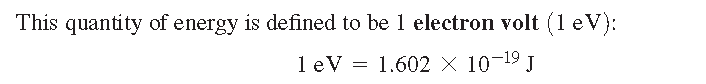 This quantity of energy is defined to be 1 electron volt (1 eV):
1 eV = 1.602 × 10⁻¹⁹ J